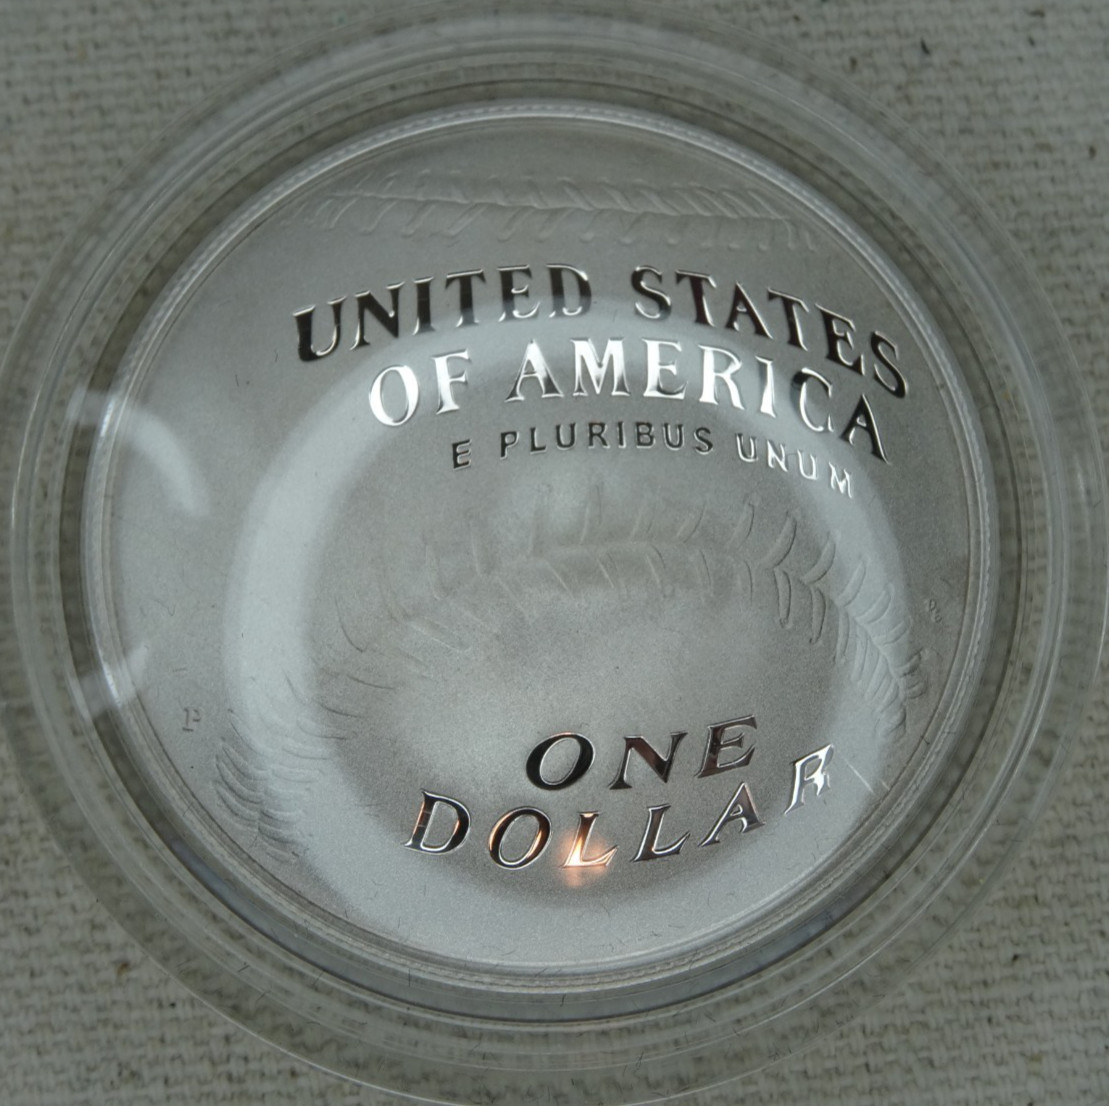 UNITED STATES
OF AMERICA
E PLURIBUS UNUM
P
ONE
DOLLAR